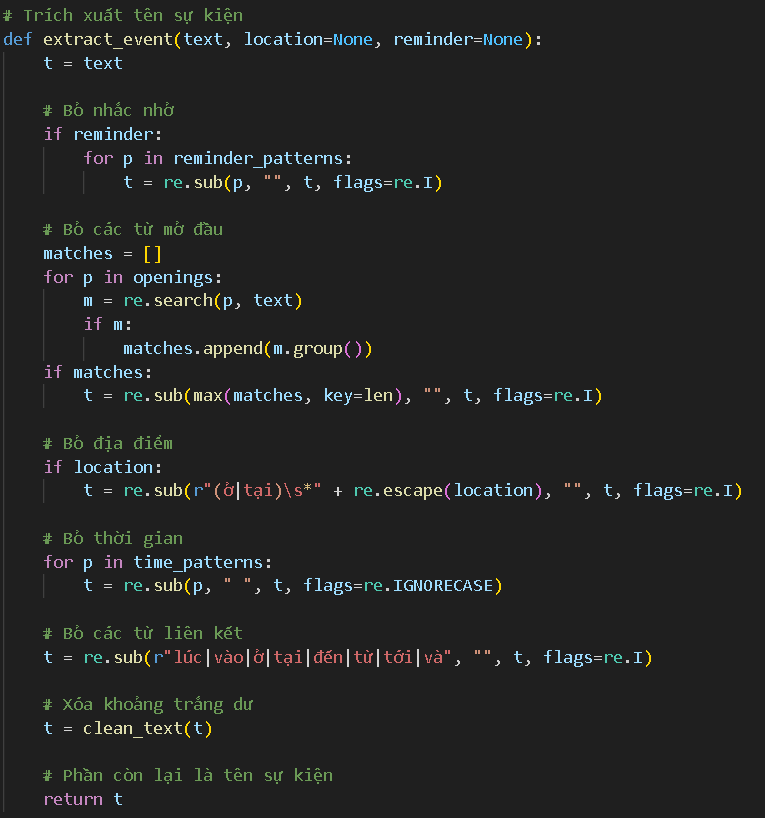 # Trích xuất tên sự kiện
def extract_event(text, location=None, reminder=None):
    t = text

    # Bỏ nhắc nhở
    if reminder:
        for p in reminder_patterns:
            t = re.sub(p, "", t, flags=re.I)

    # Bỏ các từ mở đầu
    matches = []
    for p in openings:
        m = re.search(p, text)
        if m:
            matches.append(m.group())
    if matches:
        t = re.sub(max(matches, key=len), "", t, flags=re.I)

    # Bỏ địa điểm
    if location:
        t = re.sub(r"(ở|tại)\s*" + re.escape(location), "", t, flags=re.I)

    # Bỏ thời gian
    for p in time_patterns:
        t = re.sub(p, " ", t, flags=re.IGNORECASE)

    # Bỏ các từ liên kết
    t = re.sub(r"lúc|vào|ở|tại|đến|từ|tới|và", "", t, flags=re.I)

    # Xóa khoảng trắng dư
    t = clean_text(t)

    # Phần còn lại là tên sự kiện
    return t